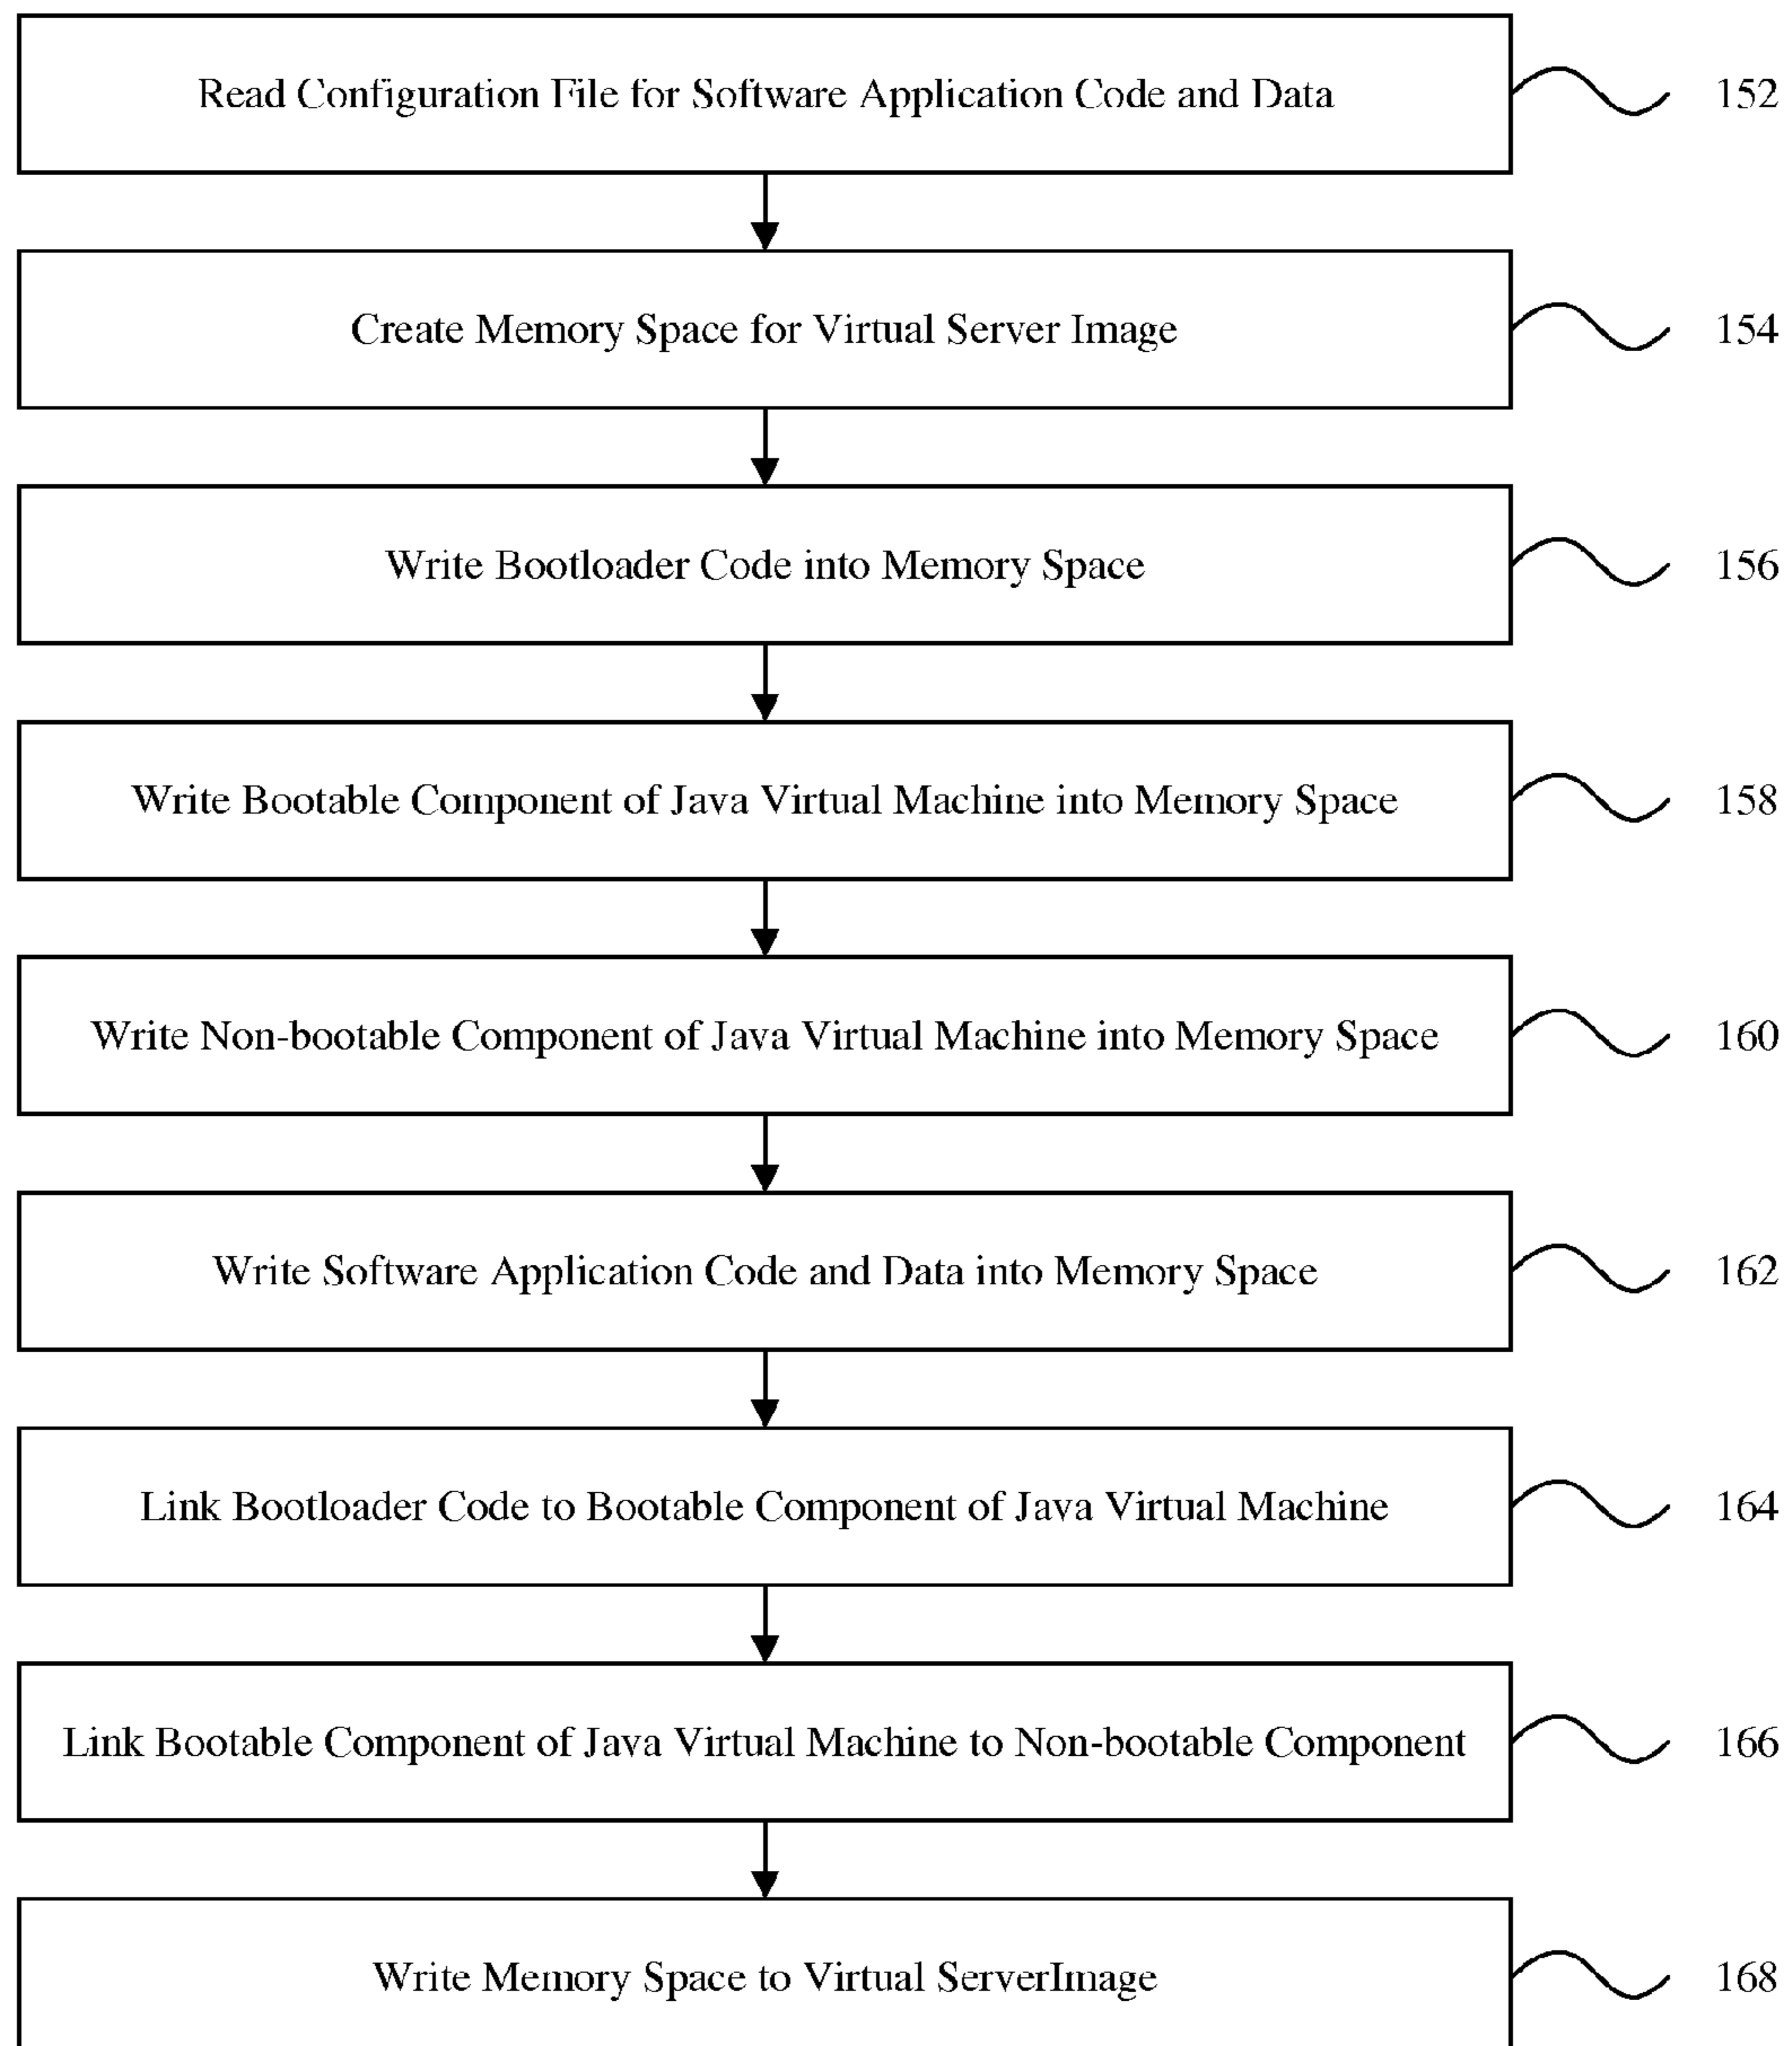 Read Configuration File for Software Application Code and Data 152
Create Memory Space for Virtual Server Image 154
Write Bootloader Code into Memory Space 156
Write Bootable Component of Java Virtual Machine into Memory Space 158
Write Non-bootable Component of Java Virtual Machine into Memory Space 160
Write Software Application Code and Data into Memory Space 162
Link Bootloader Code to Bootable Component of Java Virtual Machine 164
Link Bootable Component of Java Virtual Machine to Non-bootable Component 166
Write Memory Space to Virtual ServerImage 168